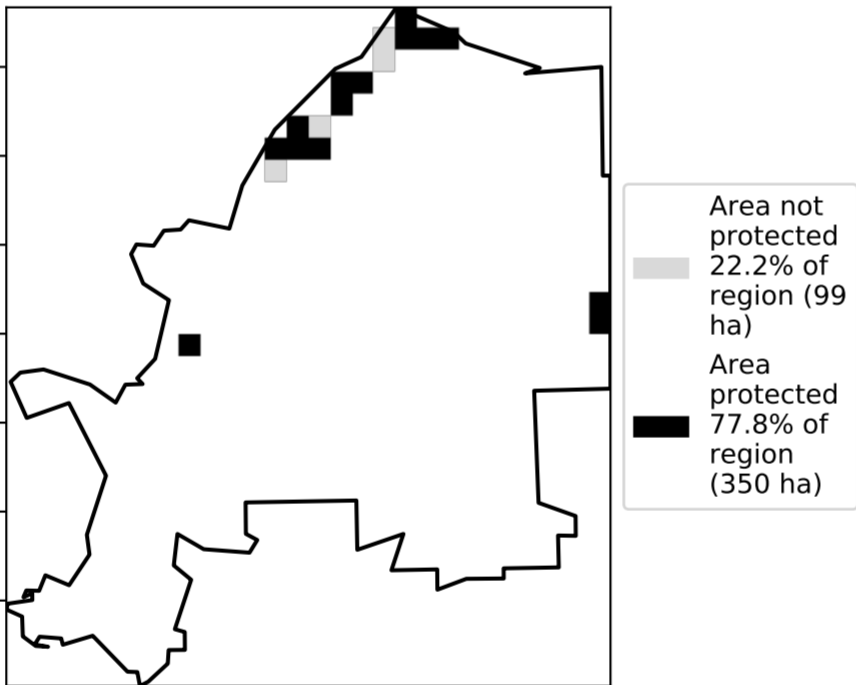 Area not
protected
22.2% of
region (99
ha)
Area
protected
77.8% of
region
(350 ha)